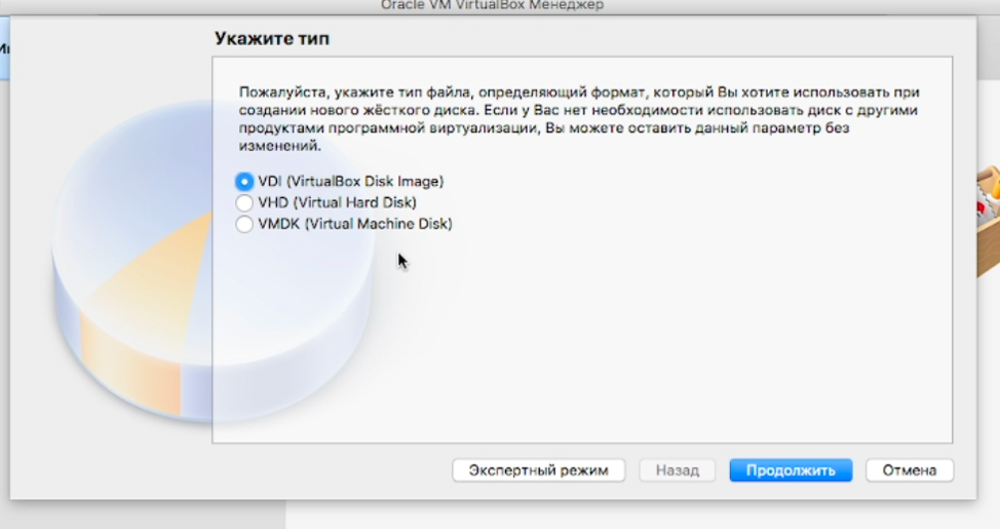 Oracle VM VirtualBox Менеджер
Укажите тип
Пожалуйста, укажите тип файла, определяющий формат, который Вы хотите использовать при
создании нового жёсткого диска. Если у Вас нет необходимости использовать диск с другими
продуктами программной виртуализации, Вы можете оставить данный параметр без
изменений.
VDI (VirtualBox Disk Image)
VHD (Virtual Hard Disk)
VMDK (Virtual Machine Disk)
Экспертный режим
Назад
Продолжить
Отмена